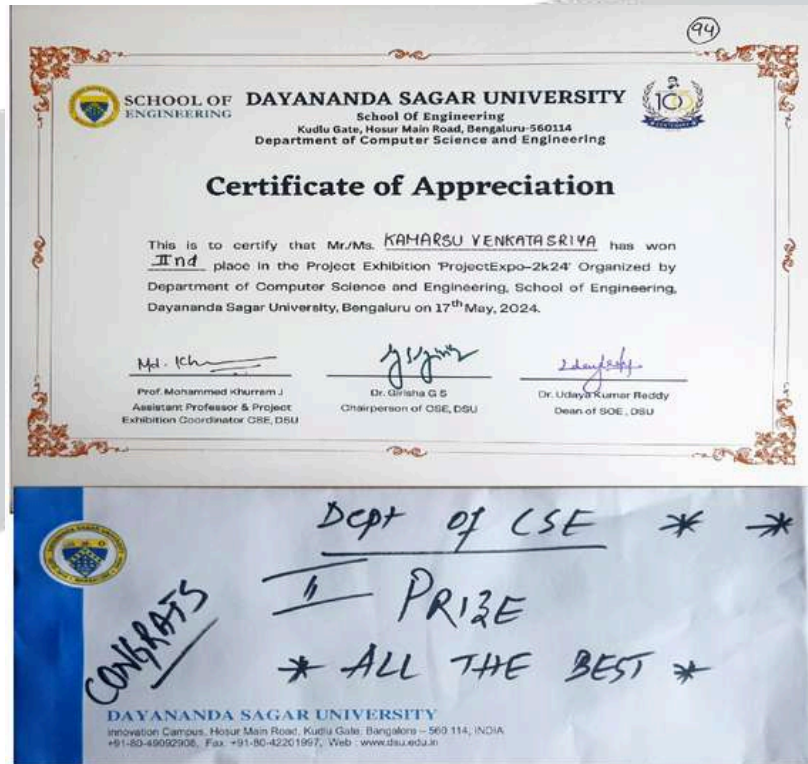 94
SCHOOL OF
ENGINEERING
DAYANANDA SAGAR UNIVERSITY
School Of Engineering
Kudlu Gate, Hosur Main Road, Bengaluru-560114
Department of Computer Science and Engineering
100
Certificate of Appreciation
This is to certify that Mr./Ms. KAMARSU VENKATA SRIYA has won
IInd place in the Project Exhibition 'ProjectExpo-2k24' Organized by
Department of Computer Science and Engineering, School of Engineering,
Dayananda Sagar University, Bengaluru on 17th May, 2024.
Md. Kh
Prof. Mohammed Khurram J
Assistant Professor & Project
Exhibition Coordinator CSE, DSU
Dr. Girisha G S
Chairperson of CSE, DSU
Dr. Udaya Kumar Reddy
Dean of SOE, DSU
Dept of CSE * *
II PRIZE
CONGRATS
* ALL THE BEST *
DAYANANDA SAGAR UNIVERSITY
Innovation Campus, Hosur Main Road, Kudlu Gate, Bangalore – 560 114, INDIA
+91-80-49092908, Fax: +91-80-42201997, Web : www.dsu.edu.in